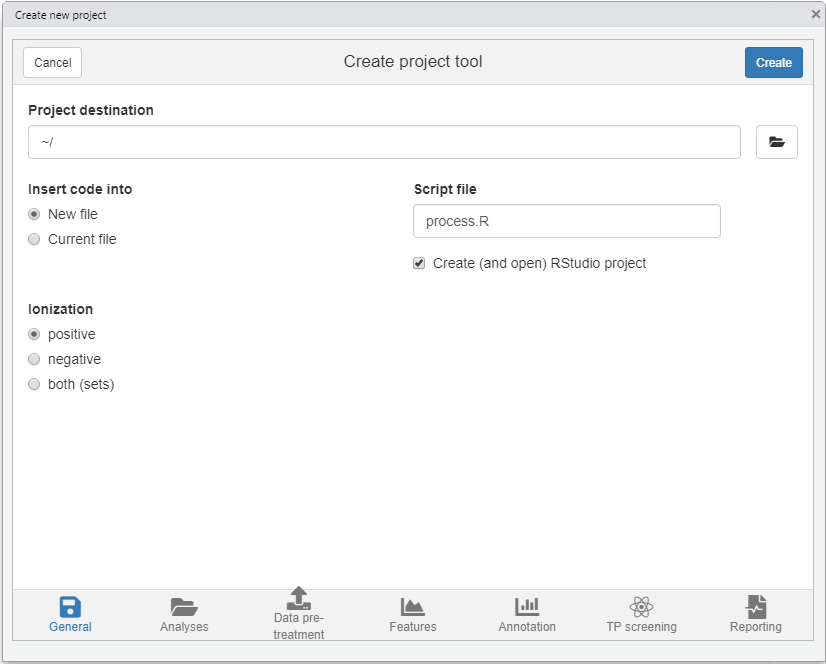 Create new project
Cancel
Create project tool
Create
Project destination
~/
Insert code into
Script file
New file
process.R
Current file
Create (and open) RStudio project
Ionization
positive
negative
both (sets)
General
Analyses
Data pre-
treatment
Features
Annotation
TP screening
Reporting